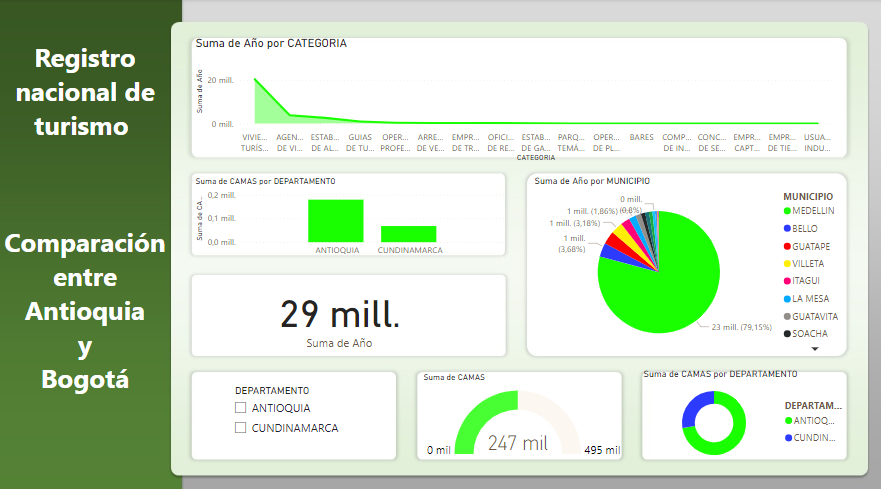 Registro
nacional de
turismo
Comparación
entre
Antioquia
y
Bogotá
Suma de Año por CATEGORIA
Suma de Año
20 mill.
0 mill.
VIVIE... AGEN... ESTAB... GUIAS OPER... ARRE... EMPR... OFICI... ESTAB... PARQ... OPER... BARES COMP... CONC... EMPR... EMPR... USUA...
TURÍS... DE VI... DE AL... DE TU... PROFE... DE VE... DE TR... DE RE... DE GA... TEMÁ... DE PL... DE IN... DE SE... CAPT... DE TIE... INDU...
CATEGORIA
Suma de CAMAS por DEPARTAMENTO
Suma de CA...
0,2 mill.
0,1 mill.
0,0 mill.
ANTIOQUIA CUNDINAMARCA
Suma de Año por MUNICIPIO
0 mill.
(0,8%)
1 mill. (1,86%)
1 mill. (3,18%)
1 mill.
(3,68%)
23 mill. (79,15%)
MUNICIPIO
MEDELLIN
BELLO
GUATAPE
VILLETA
ITAGUI
LA MESA
GUATAVITA
SOACHA
29 mill.
Suma de Año
DEPARTAMENTO
ANTIOQUIA
CUNDINAMARCA
Suma de CAMAS
0 mil
247 mil
495 mil
Suma de CAMAS por DEPARTAMENTO
DEPARTAM...
ANTIOQ...
CUNDIN...